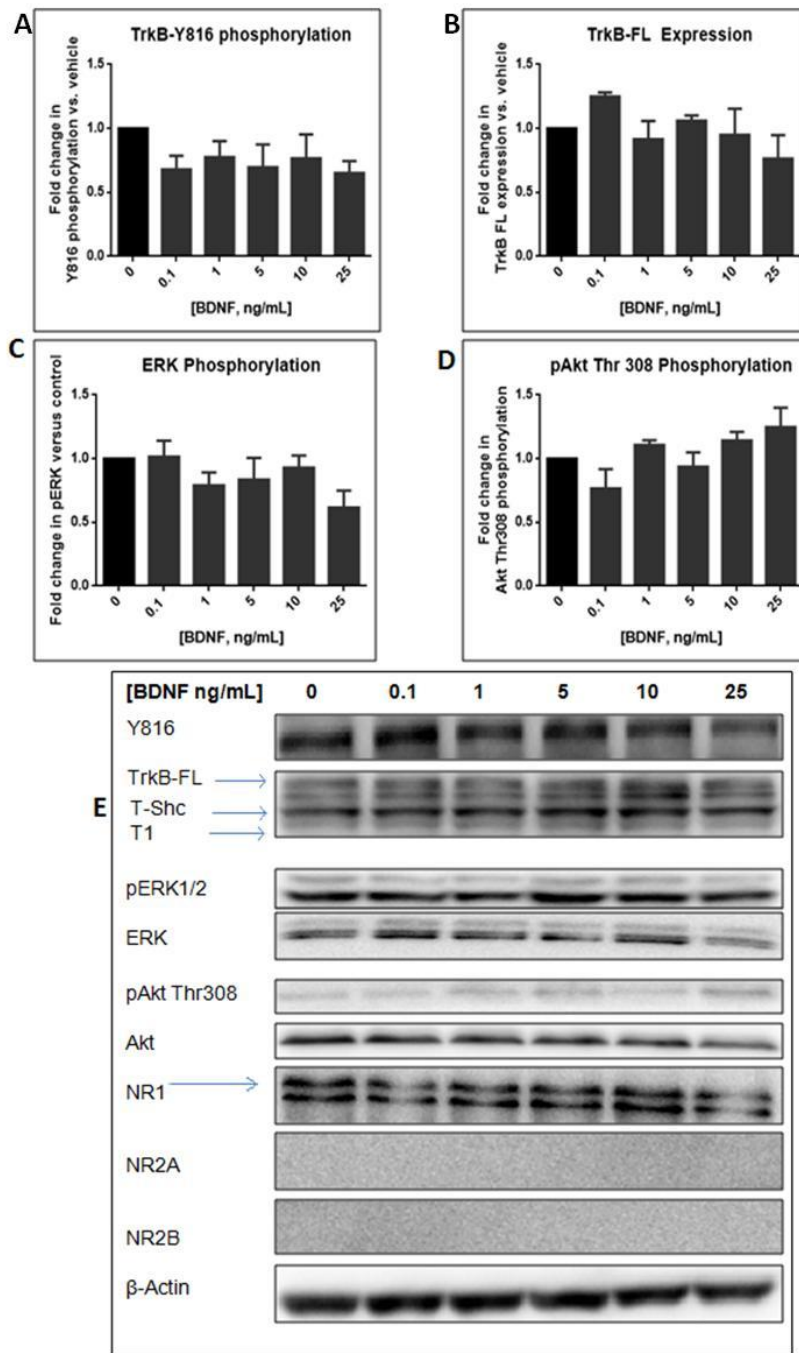 A
TrkB-Y816 phosphorylation
Fold change in
Y816 phosphorylation vs. vehicle
1.5
1.0
0.5
0.0
0 0.1 1 5 10 25
[BDNF, ng/mL]
B
TrkB-FL Expression
Fold change in
TrkB FL expression vs. vehicle
1.5
1.0
0.5
0.0
0 0.1 1 5 10 25
[BDNF, ng/mL]
C
ERK Phosphorylation
Fold change in pERK versus control
1.5
1.0
0.5
0.0
0 0.1 1 5 10 25
[BDNF, ng/mL]
D
pAkt Thr 308 Phosphorylation
Fold change in
Akt Thr308 phosphorylation
1.5
1.0
0.5
0.0
0 0.1 1 5 10 25
[BDNF, ng/mL]
E
[BDNF ng/mL] 0 0.1 1 5 10 25
Y816
TrkB-FL
T-Shc
T1
pERK1/2
ERK
pAkt Thr308
Akt
NR1
NR2A
NR2B
β-Actin